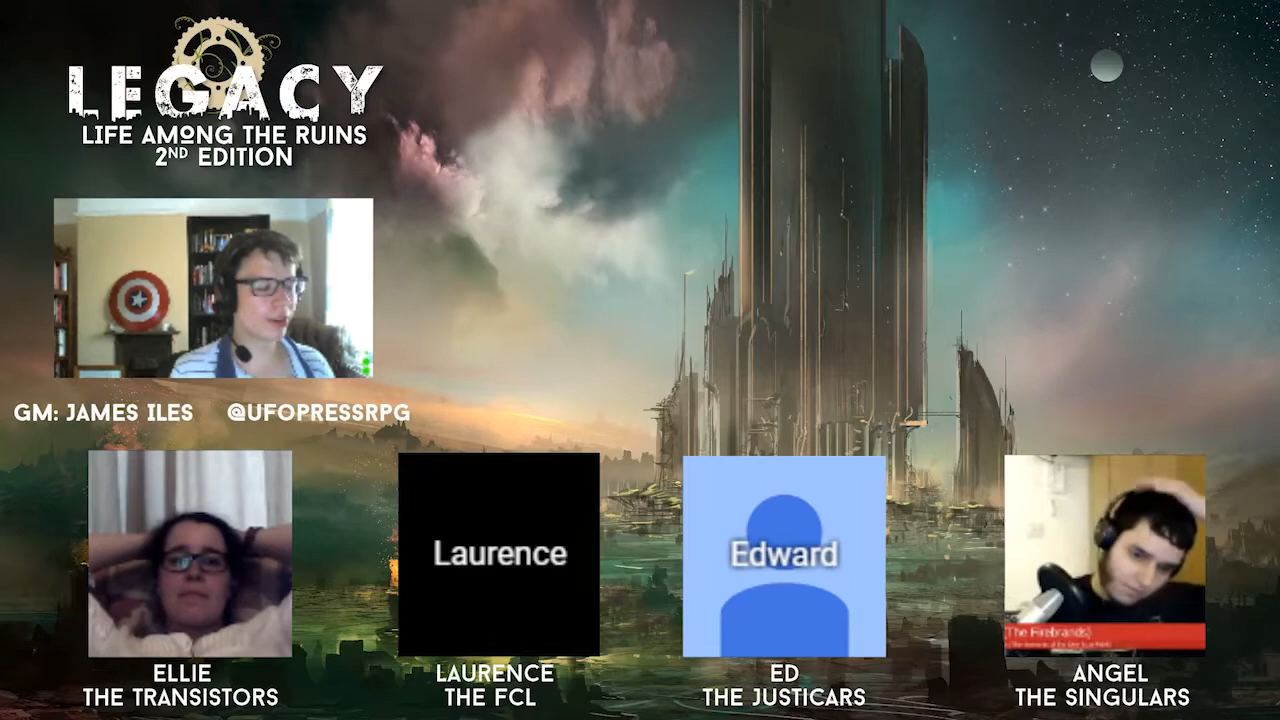 LEGACY
LIFE AMONG THE RUINS
2ND EDITION
GM: JAMES ILES @UFOPRESSRPG
Laurence
Edward
(The Firebrands)
ELLIE
THE TRANSISTORS
LAURENCE
THE FCL
ED
THE JUSTICARS
ANGEL
THE SINGULARS